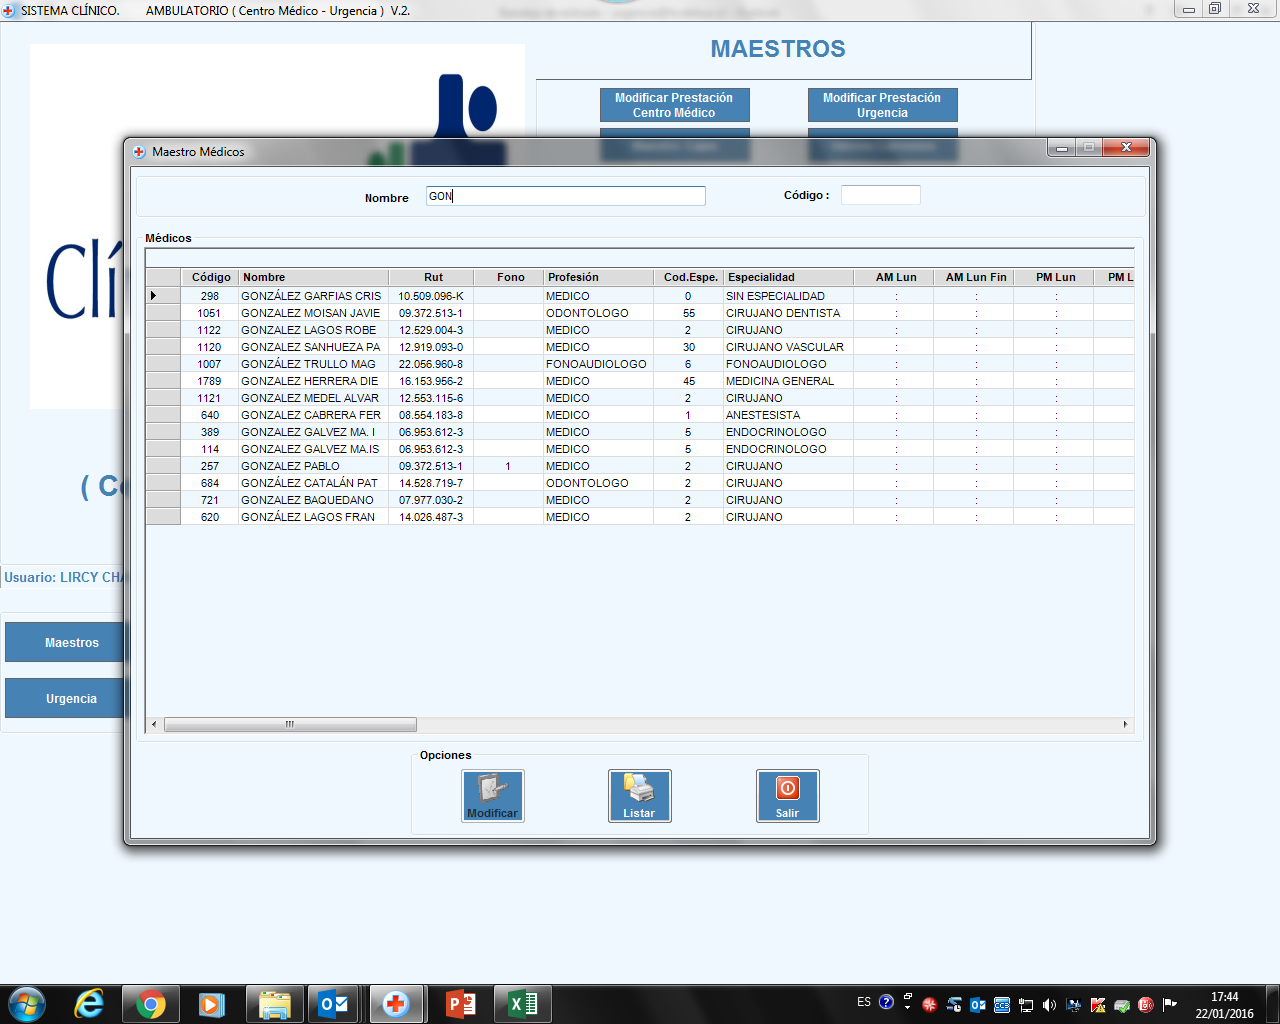 SISTEMA CLÍNICO. AMBULATORIO ( Centro Médico - Urgencia ) V.2.
MAESTROS
Modificar Prestación Centro Médico
Modificar Prestación Urgencia
Maestro Médicos
Nombre GON Código :
Clí
Médicos
Código Nombre Rut Fono Profesión Cod.Espe. Especialidad AM Lun AM Lun Fin PM Lun PM L
298 GONZÁLEZ GARFIAS CRIS 10.509.096-K MEDICO 0 SIN ESPECIALIDAD : : :
1051 GONZALEZ MOISAN JAVIE 09.372.513-1 ODONTOLOGO 55 CIRUJANO DENTISTA : : :
1122 GONZALEZ LAGOS ROBE 12.529.004-3 MEDICO 2 CIRUJANO : : :
1120 GONZALEZ SANHUEZA PA 12.919.093-0 MEDICO 30 CIRUJANO VASCULAR : : :
1007 GONZÁLEZ TRULLO MAG 22.056.960-8 FONOAUDIOLOGO 6 FONOAUDIOLOGO : : :
1789 GONZALEZ HERRERA DIE 16.153.956-2 MEDICO 45 MEDICINA GENERAL : : :
1121 GONZALEZ MEDEL ALVAR 12.553.115-6 MEDICO 2 CIRUJANO : : :
640 GONZALEZ CABRERA FER 08.554.183-8 MEDICO 1 ANESTESISTA : : :
389 GONZALEZ GALVEZ MA. I 06.953.612-3 MEDICO 5 ENDOCRINOLOGO : : :
114 GONZALEZ GALVEZ MA.IS 06.953.612-3 MEDICO 5 ENDOCRINOLOGO : : :
257 GONZALEZ PABLO 09.372.513-1 1 MEDICO 2 CIRUJANO : : :
684 GONZÁLEZ CATALÁN PAT 14.528.719-7 ODONTOLOGO 2 CIRUJANO : : :
721 GONZALEZ BAQUEDANO 07.977.030-2 MEDICO 2 CIRUJANO : : :
620 GONZÁLEZ LAGOS FRAN 14.026.487-3 MEDICO 2 CIRUJANO : : :
( Ce
Usuario: LIRCY CHA
Maestros
Urgencia
Opciones
Modificar Listar Salir
ES 17:44
22/01/2016